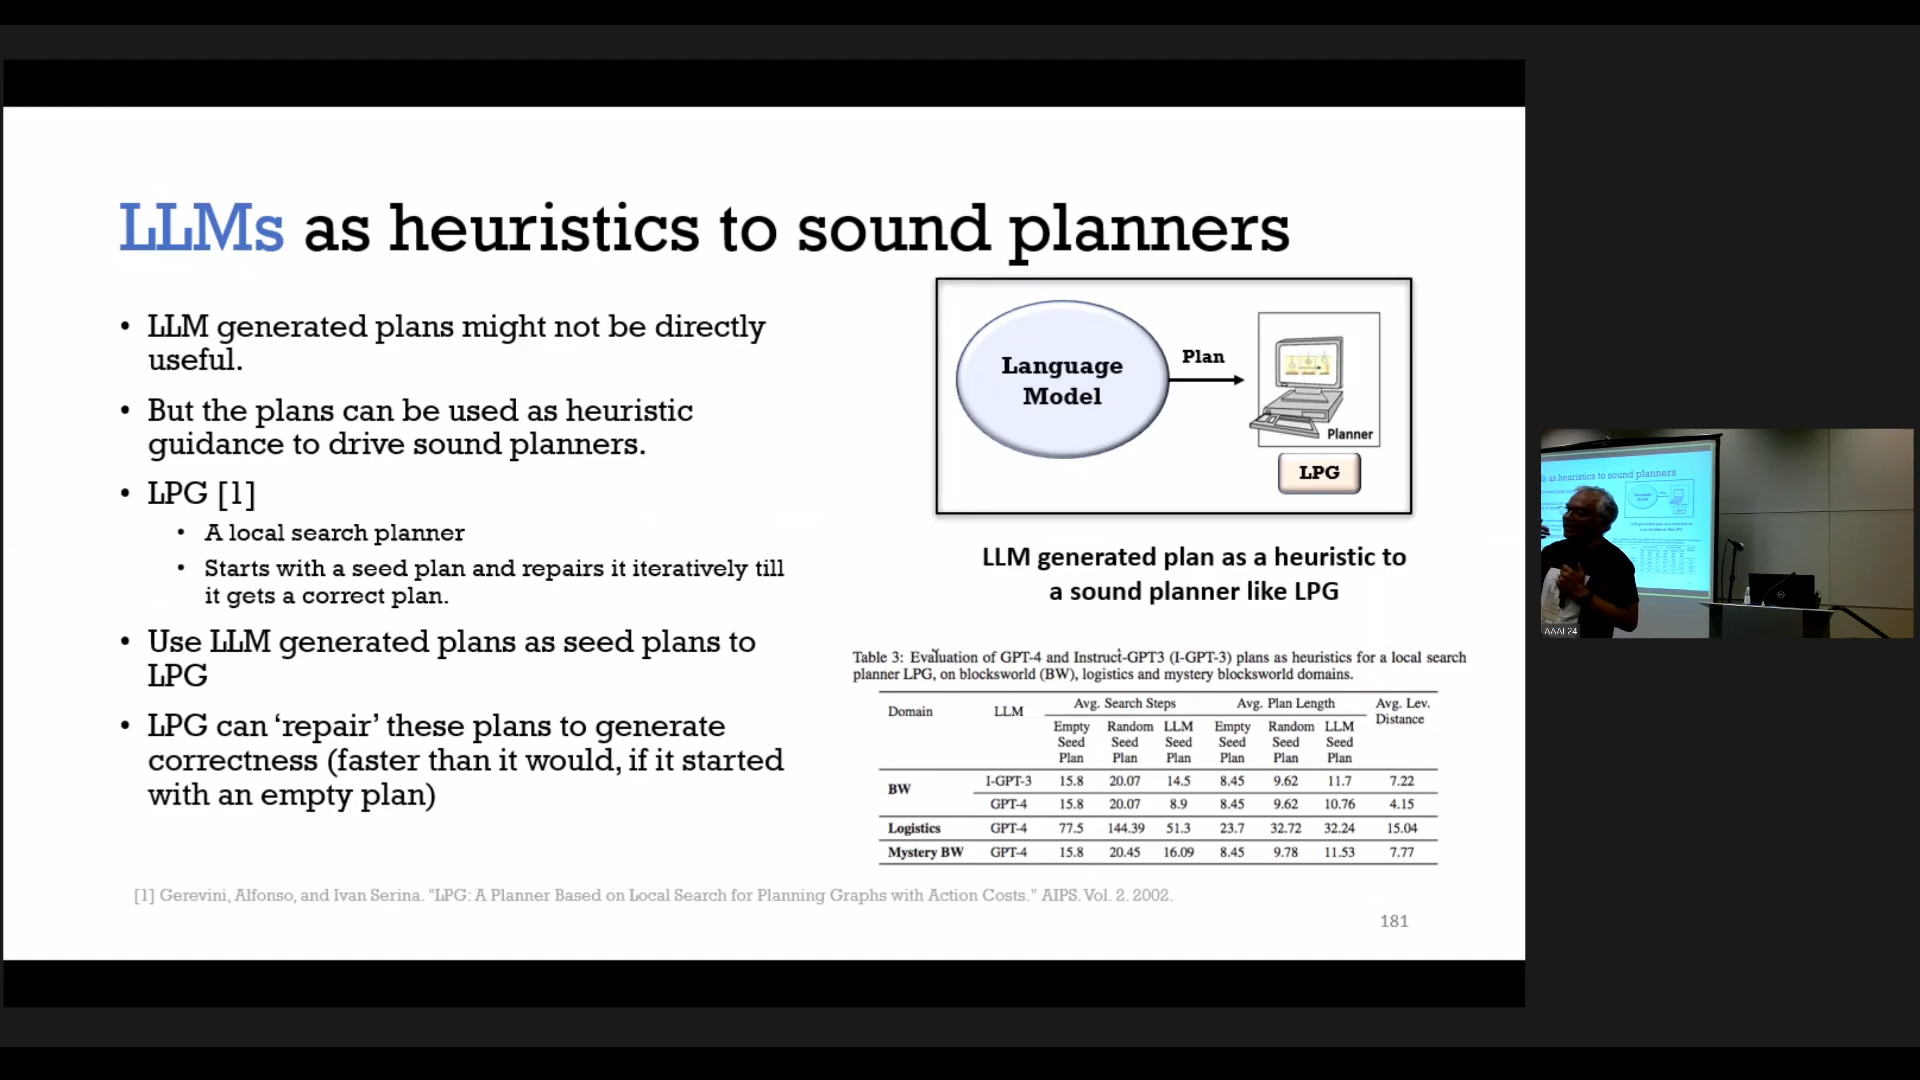 LLMs as heuristics to sound planners
• LLM generated plans might not be directly
useful.
• But the plans can be used as heuristic
guidance to drive sound planners.
• LPG [1]
• A local search planner
• Starts with a seed plan and repairs it iteratively till
it gets a correct plan.
• Use LLM generated plans as seed plans to
LPG
• LPG can ‘repair’ these plans to generate
correctness (faster than it would, if it started
with an empty plan)
Language
Model
Plan
Planner
LPG
LLM generated plan as a heuristic to
a sound planner like LPG
Table 3: Evaluation of GPT-4 and Instruct-GPT3 (I-GPT-3) plans as heuristics for a local search
planner LPG, on blocksworld (BW), logistics and mystery blocksworld domains.
Domain LLM Avg. Search Steps Avg. Plan Length Avg. Lev.
Distance
Empty Random LLM Empty Random LLM
Seed Seed Seed Seed Seed Seed
Plan Plan Plan Plan Plan Plan
BW I-GPT-3 15.8 20.07 14.5 8.45 9.62 11.7 7.22
GPT-4 15.8 20.07 8.9 8.45 9.62 10.76 4.15
Logistics GPT-4 77.5 144.39 51.3 23.7 32.72 32.24 15.04
Mystery BW GPT-4 15.8 20.45 16.09 8.45 9.78 11.53 7.77
[1] Gerevini, Alfonso, and Ivan Serina. "LPG: A Planner Based on Local Search for Planning Graphs with Action Costs." AIPS. Vol. 2. 2002.
181
as heuristics to sound planners
AAAI 24